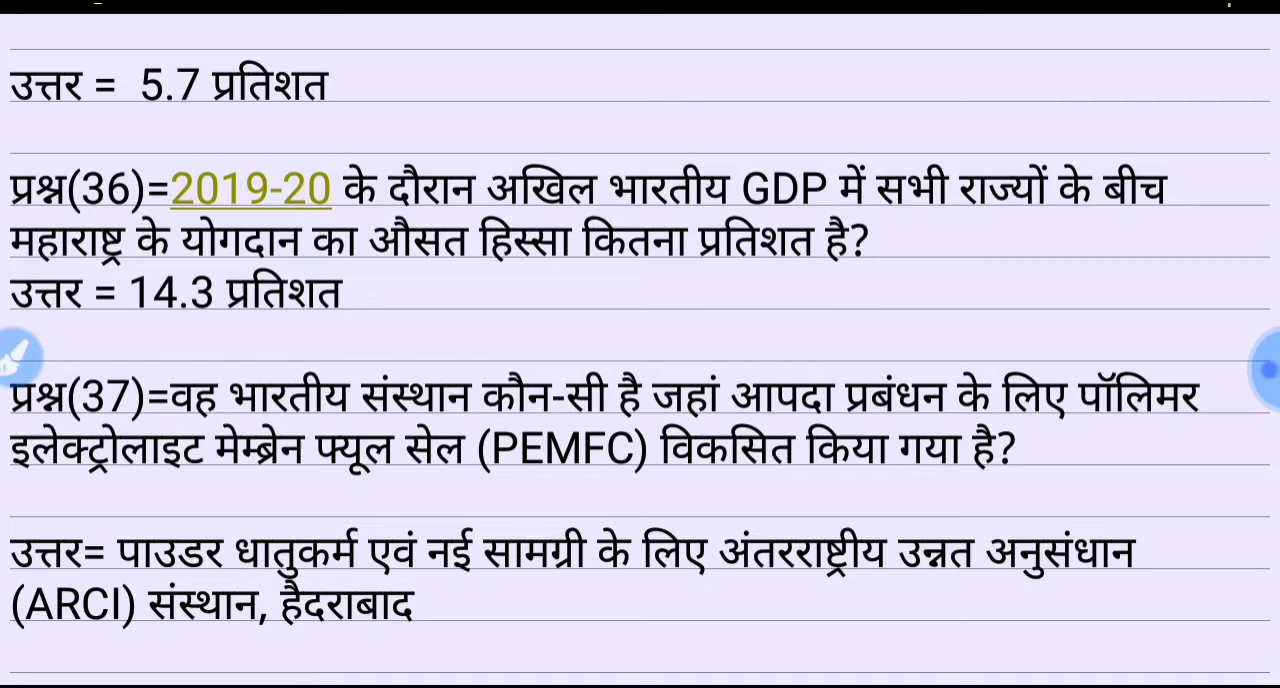 उत्तर = 5.7 प्रतिशत
प्रश्न(36)=2019-20 के दौरान अखिल भारतीय GDP में सभी राज्यों के बीच
महाराष्ट्र के योगदान का औसत हिस्सा कितना प्रतिशत है?
उत्तर = 14.3 प्रतिशत
प्रश्न(37)=वह भारतीय संस्थान कौन-सी है जहां आपदा प्रबंधन के लिए पॉलिमर
इलेक्ट्रोलाइट मेम्ब्रेन फ्यूल सेल (PEMFC) विकसित किया गया है?
उत्तर= पाउडर धातुकर्म एवं नई सामग्री के लिए अंतरराष्ट्रीय उन्नत अनुसंधान
(ARCI) संस्थान, हैदराबाद